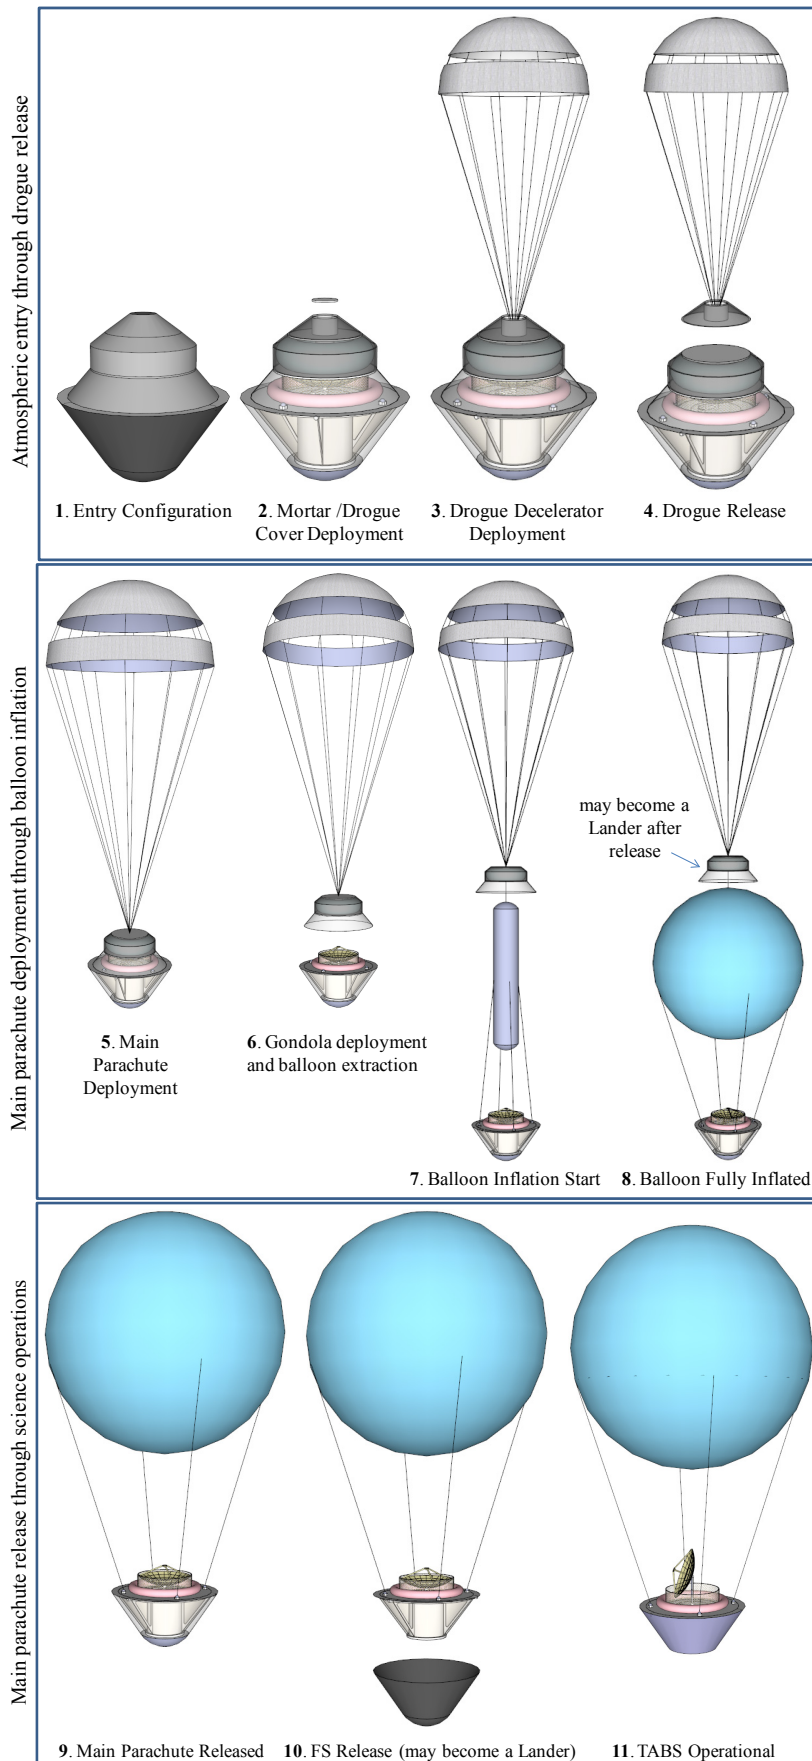 Atmospheric entry through drogue release
1. Entry Configuration
2. Mortar /Drogue
Cover Deployment
3. Drogue Decelerator
Deployment
4. Drogue Release
Main parachute deployment through balloon inflation
may become a
Lander after
release
5. Main
Parachute
Deployment
6. Gondola deployment
and balloon extraction
7. Balloon Inflation Start
8. Balloon Fully Inflated
Main parachute release through science operations
9. Main Parachute Released
10. FS Release (may become a Lander)
11. TABS Operational